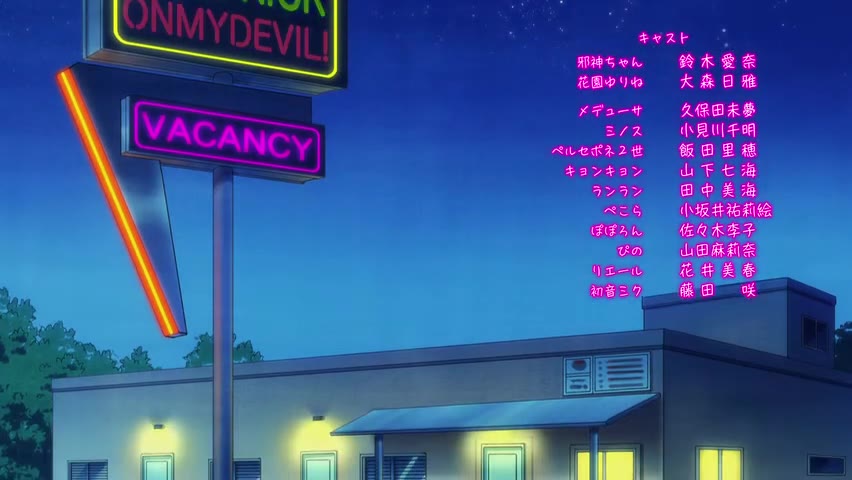 ONMYDEVIL!
VACANCY
キャスト
邪神ちゃん 鈴木愛奈
花園ゆりね 大森日雅
メデューサ 久保田未夢
ミノス 小見川千明
ペルセポネ2世 飯田里穂
キョンキョン 山下七海
ランラン 田中美海
ぺこら 小坂井祐莉絵
ぽぽろん 佐々木李子
ぴの 山田麻莉奈
リエール 花井美春
初音ミク 藤田咲